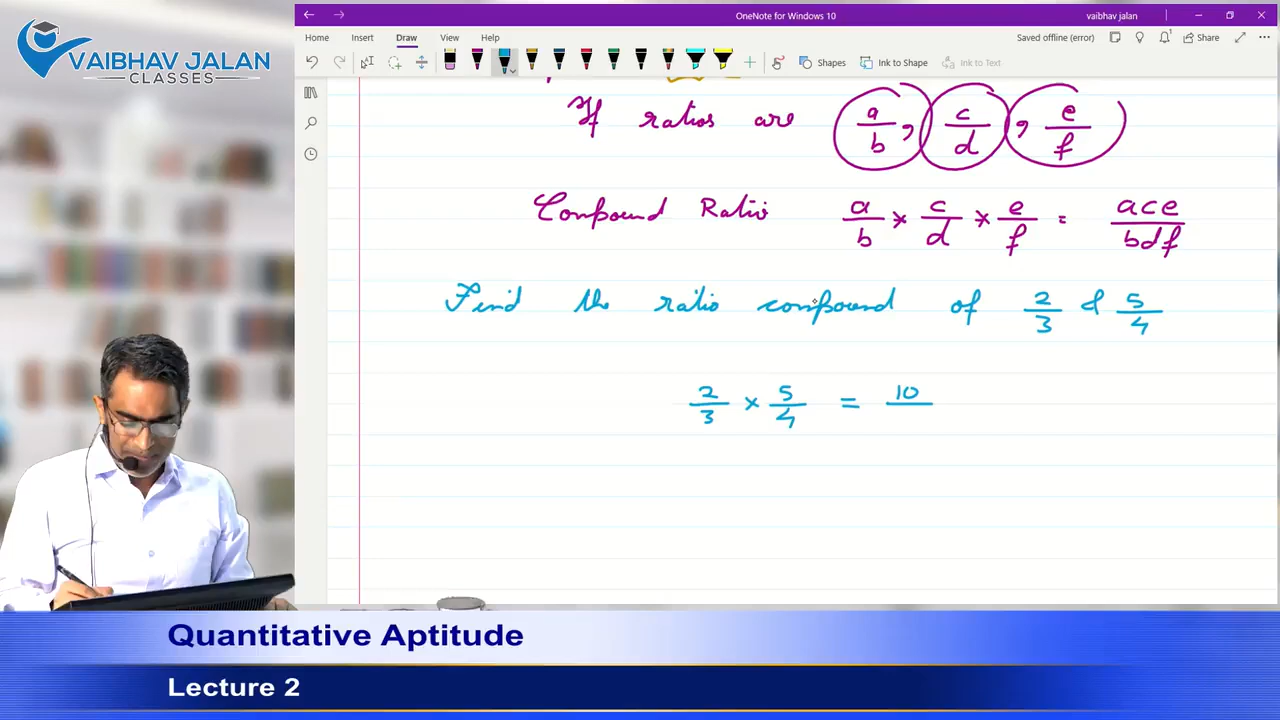 VAIBHAV JALAN
CLASSES
OneNote for Windows 10
vaibhav jalan
Home Insert Draw View Help
Saved offline (error)
Share
Shapes
Ink to Shape
Ink to Text
If ratios are a/b, c/d, e/f
Compound Ratio a/b × c/d × e/f = ace/bdf
Find the ratio compound of 2/3 & 5/4
2/3 × 5/4 = 10
Quantitative Aptitude
Lecture 2